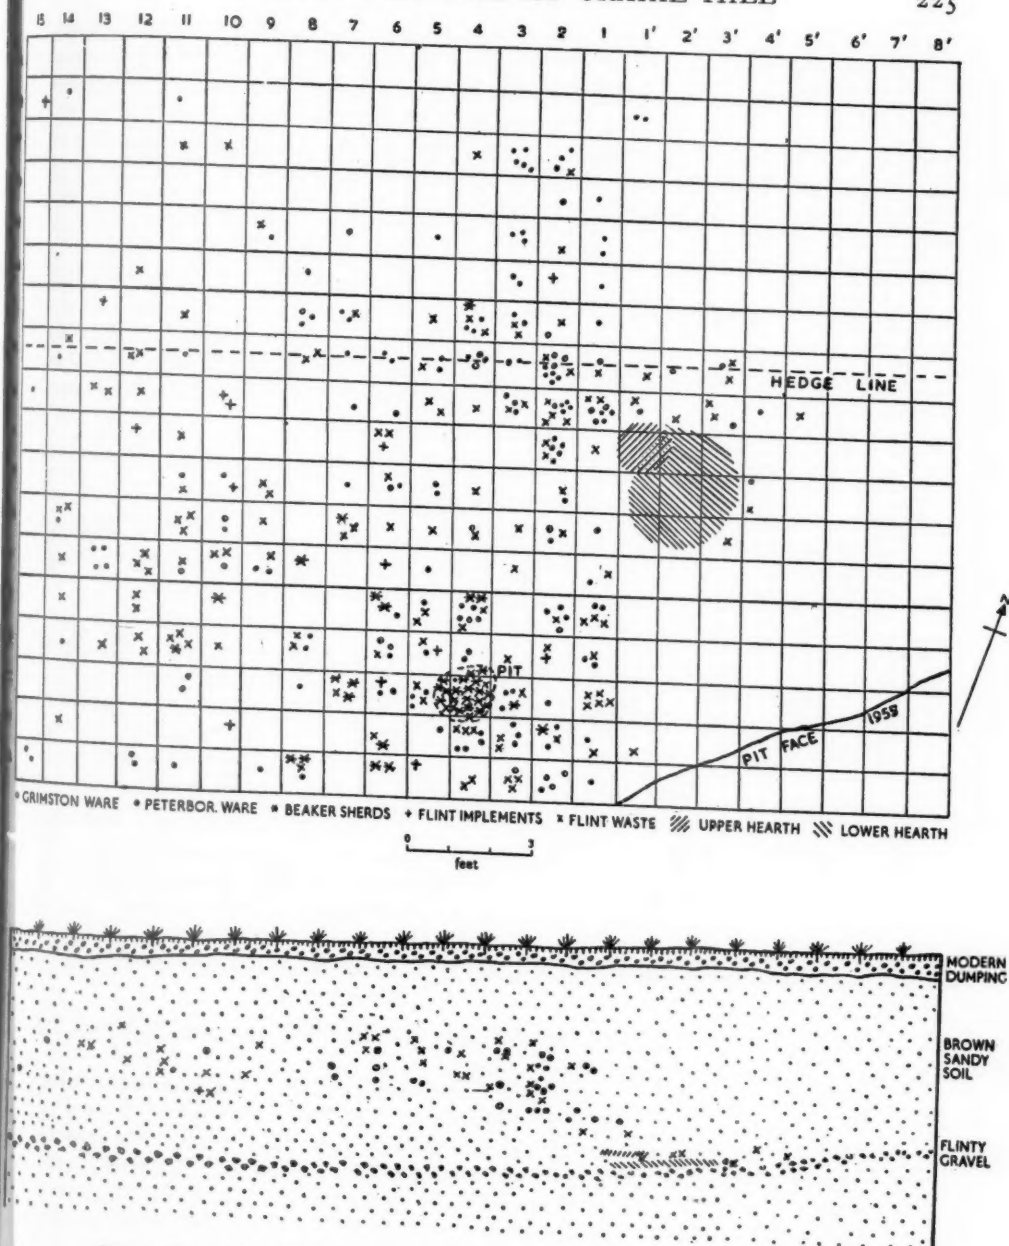 223
15 14 13 12 11 10 9 8 7 6 5 4 3 2 1 1' 2' 3' 4' 5' 6' 7' 8'
HEDGE LINE
PIT
PIT FACE 1958
GRIMSTON WARE PETERBOR. WARE BEAKER SHERDS FLINT IMPLEMENTS FLINT WASTE UPPER HEARTH LOWER HEARTH
0 3
feet
MODERN
DUMPING
BROWN
SANDY
SOIL
FLINTY
GRAVEL